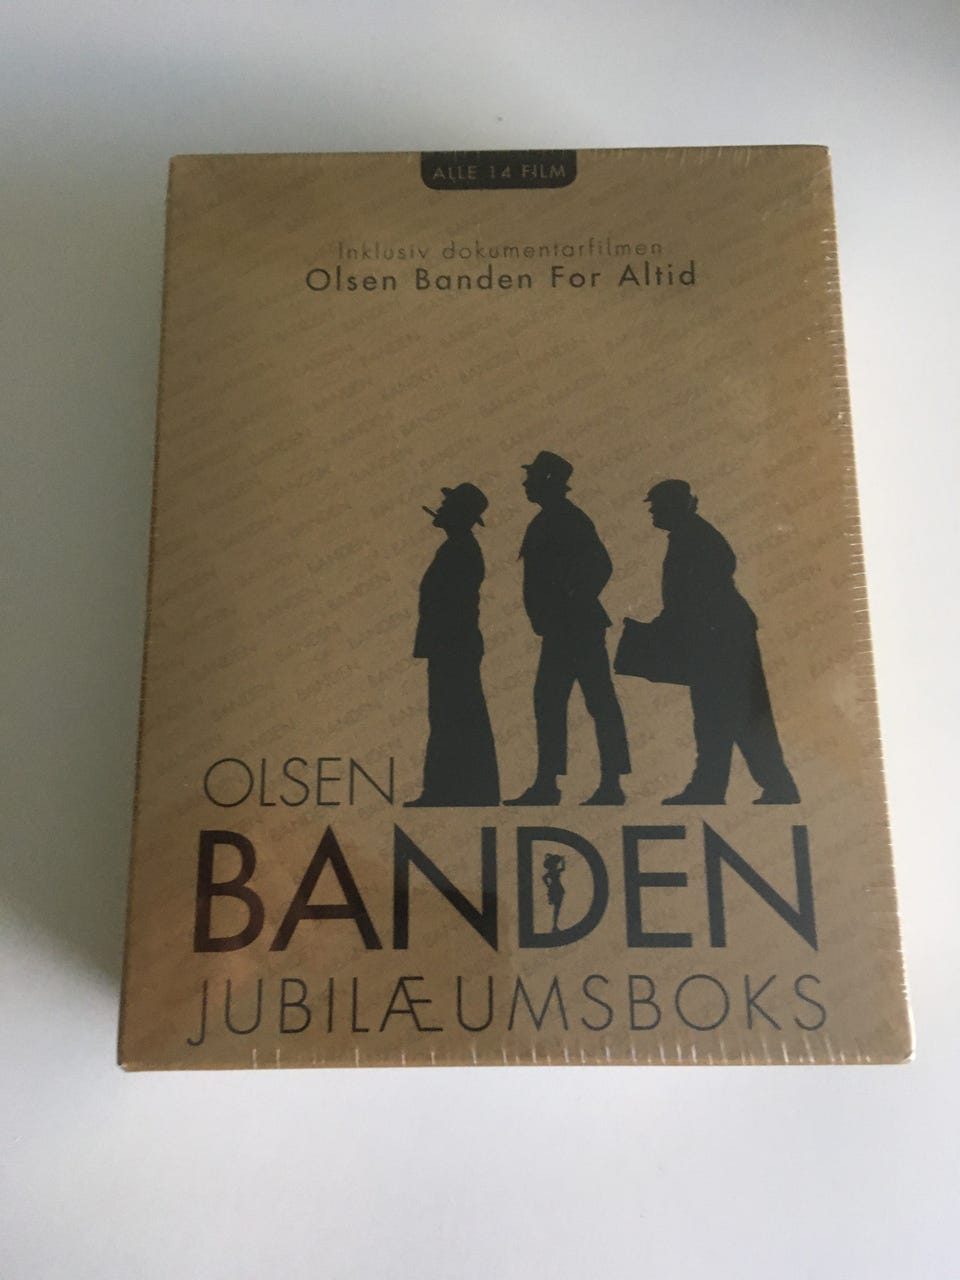 ALLE 14 FILM
Inklusiv dokumentarfilmen
Olsen Banden For Altid
OLSEN
BANDEN
JUBILÆUMSBOKS